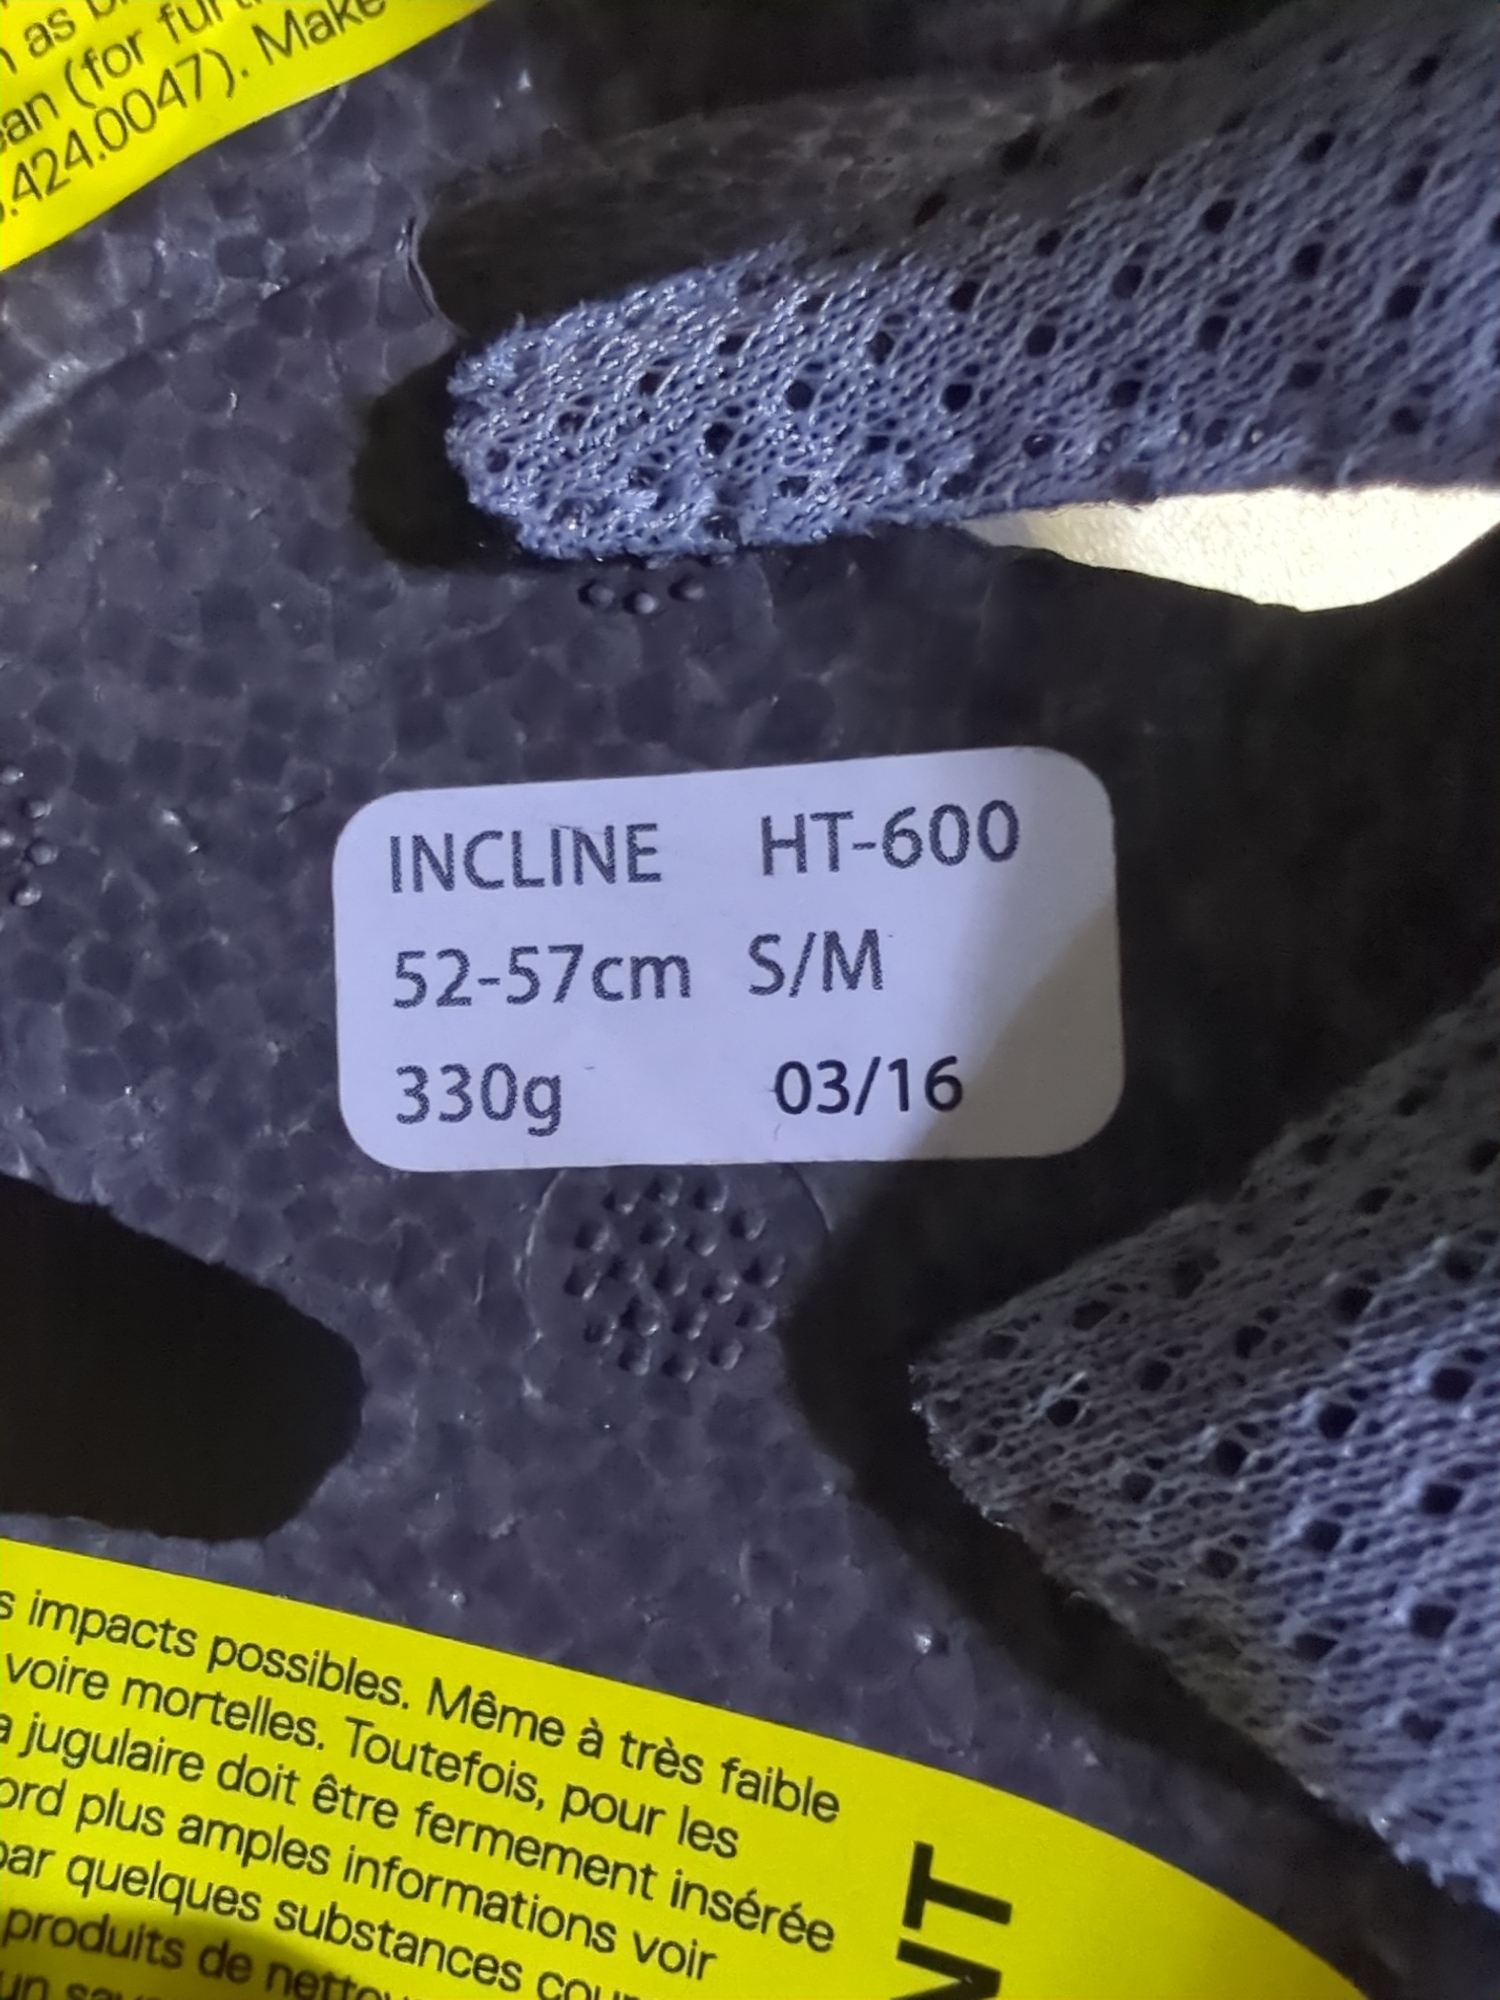 as
ean (for
.424.0047). Make
INCLINE HT-600
52-57cm S/M
330g 03/16
s impacts possibles. Même à très faible
voire mortelles. Toutefois, pour les
a jugulaire doit être fermement insérée
ord plus amples informations voir
par quelques substances
produits de
un
NT